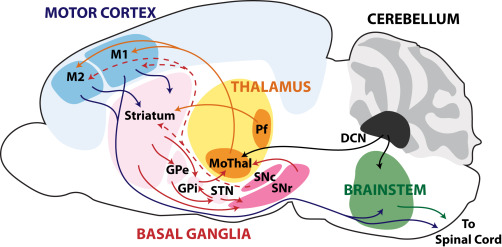 MOTOR CORTEX
CEREBELLUM
M1
M2
THALAMUS
Striatum
Pf
DCN
MoThal
GPe
SNc
GPi
STN
SNr
BRAINSTEM
BASAL GANGLIA
To
Spinal Cord